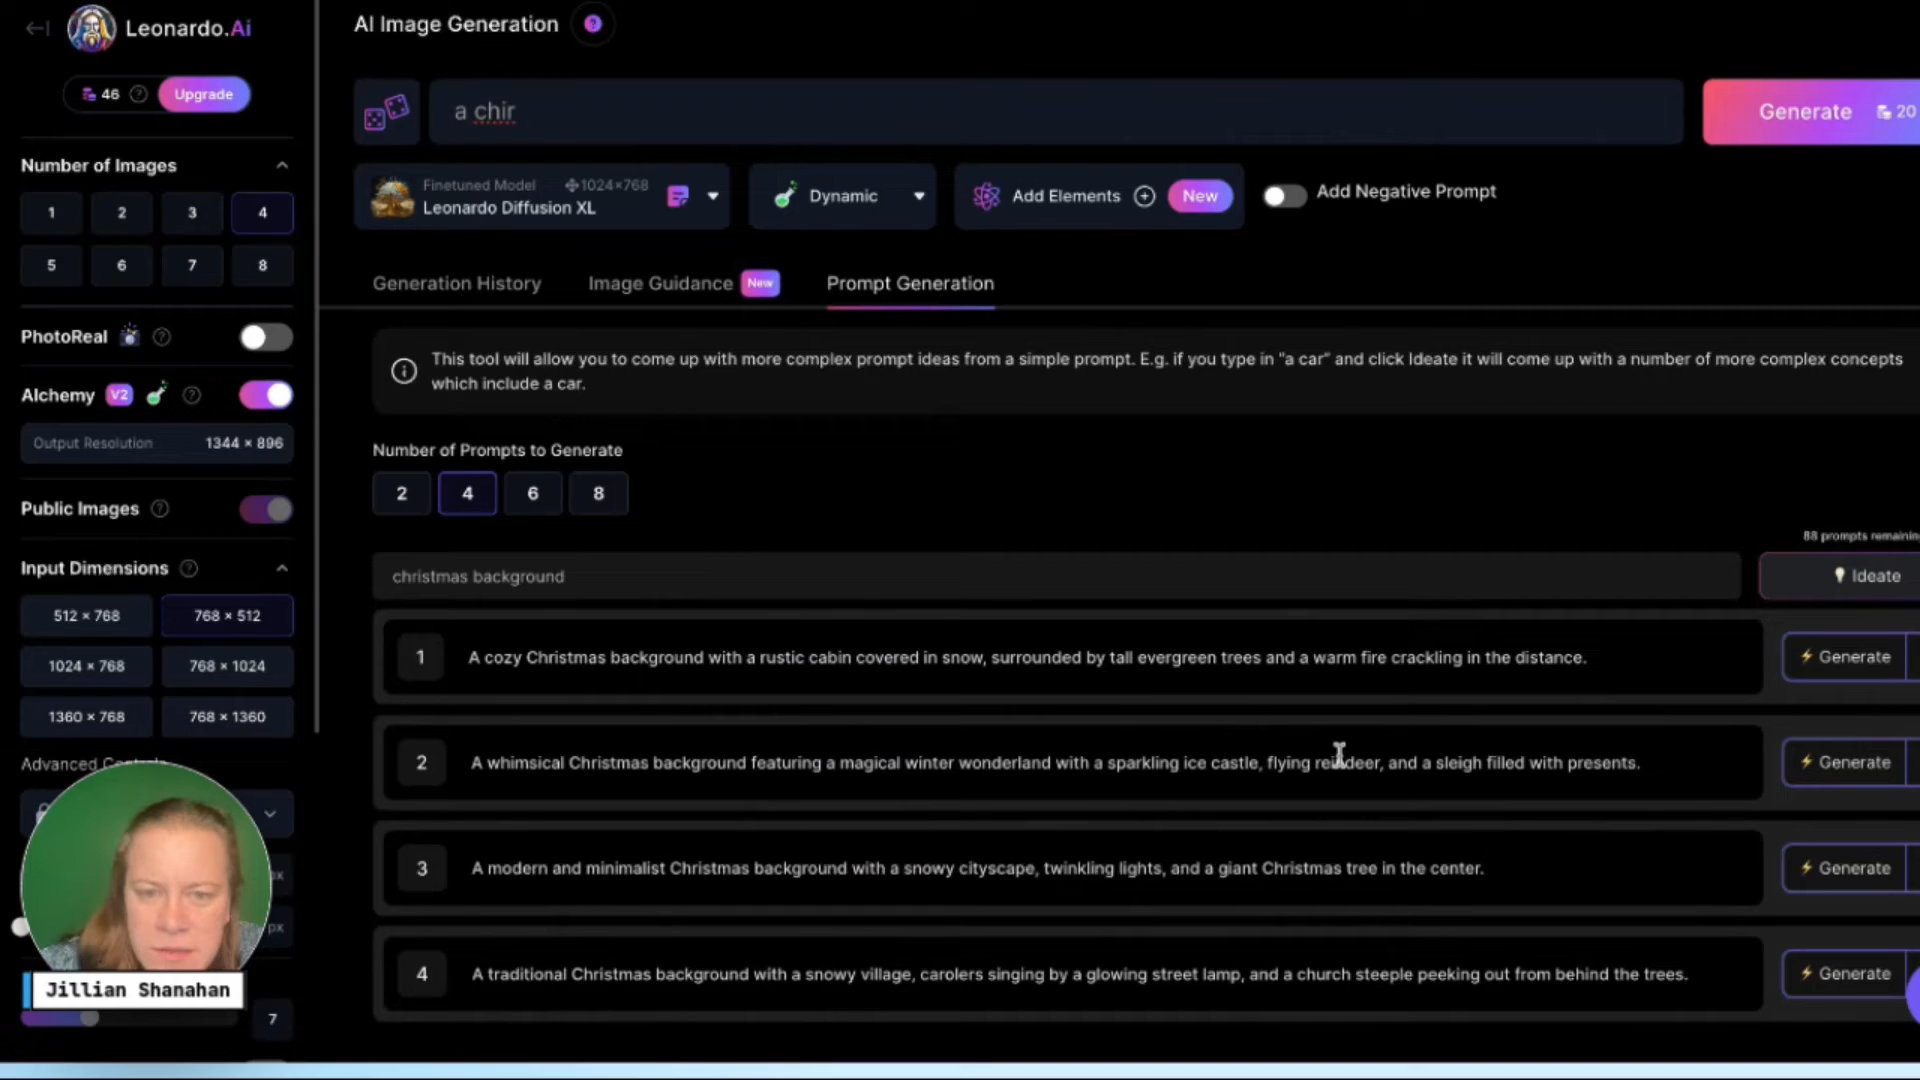 Leonardo.Ai
AI Image Generation
?
46 ? Upgrade
a chir
Generate 20
Number of Images
1 2 3 4
5 6 7 8
Finetuned Model 1024×768
Leonardo Diffusion XL
Dynamic
Add Elements New
Add Negative Prompt
Generation History
Image Guidance New
Prompt Generation
PhotoReal ?
Alchemy V2 ?
Output Resolution 1344 × 896
Public Images ?
Input Dimensions ?
512 × 768 768 × 512
1024 × 768 768 × 1024
1360 × 768 768 × 1360
px
7
This tool will allow you to come up with more complex prompt ideas from a simple prompt. E.g. if you type in "a car" and click Ideate it will come up with a number of more complex concepts
which include a car.
Number of Prompts to Generate
2 4 6 8
88 prompts remainin
christmas background
Ideate
1 A cozy Christmas background with a rustic cabin covered in snow, surrounded by tall evergreen trees and a warm fire crackling in the distance. Generate
2 A whimsical Christmas background featuring a magical winter wonderland with a sparkling ice castle, flying reindeer, and a sleigh filled with presents. Generate
3 A modern and minimalist Christmas background with a snowy cityscape, twinkling lights, and a giant Christmas tree in the center. Generate
4 A traditional Christmas background with a snowy village, carolers singing by a glowing street lamp, and a church steeple peeking out from behind the trees. Generate
Advanced Controls
Jillian Shanahan